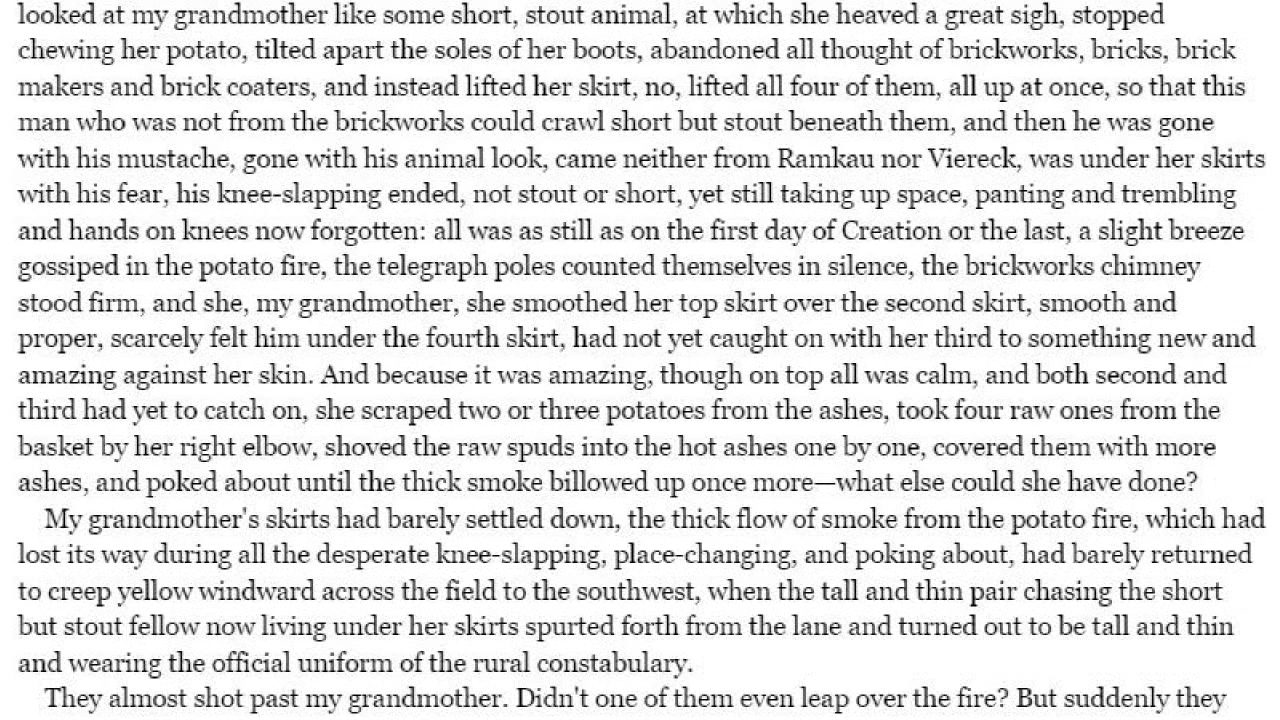 looked at my grandmother like some short, stout animal, at which she heaved a great sigh, stopped
chewing her potato, tilted apart the soles of her boots, abandoned all thought of brickworks, bricks, brick
makers and brick coaters, and instead lifted her skirt, no, lifted all four of them, all up at once, so that this
man who was not from the brickworks could crawl short but stout beneath them, and then he was gone
with his mustache, gone with his animal look, came neither from Ramkau nor Viereck, was under her skirts
with his fear, his knee-slapping ended, not stout or short, yet still taking up space, panting and trembling
and hands on knees now forgotten: all was as still as on the first day of Creation or the last, a slight breeze
gossiped in the potato fire, the telegraph poles counted themselves in silence, the brickworks chimney
stood firm, and she, my grandmother, she smoothed her top skirt over the second skirt, smooth and
proper, scarcely felt him under the fourth skirt, had not yet caught on with her third to something new and
amazing against her skin. And because it was amazing, though on top all was calm, and both second and
third had yet to catch on, she scraped two or three potatoes from the ashes, took four raw ones from the
basket by her right elbow, shoved the raw spuds into the hot ashes one by one, covered them with more
ashes, and poked about until the thick smoke billowed up once more—what else could she have done?
My grandmother's skirts had barely settled down, the thick flow of smoke from the potato fire, which had
lost its way during all the desperate knee-slapping, place-changing, and poking about, had barely returned
to creep yellow windward across the field to the southwest, when the tall and thin pair chasing the short
but stout fellow now living under her skirts spurted forth from the lane and turned out to be tall and thin
and wearing the official uniform of the rural constabulary.
They almost shot past my grandmother. Didn't one of them even leap over the fire? But suddenly they